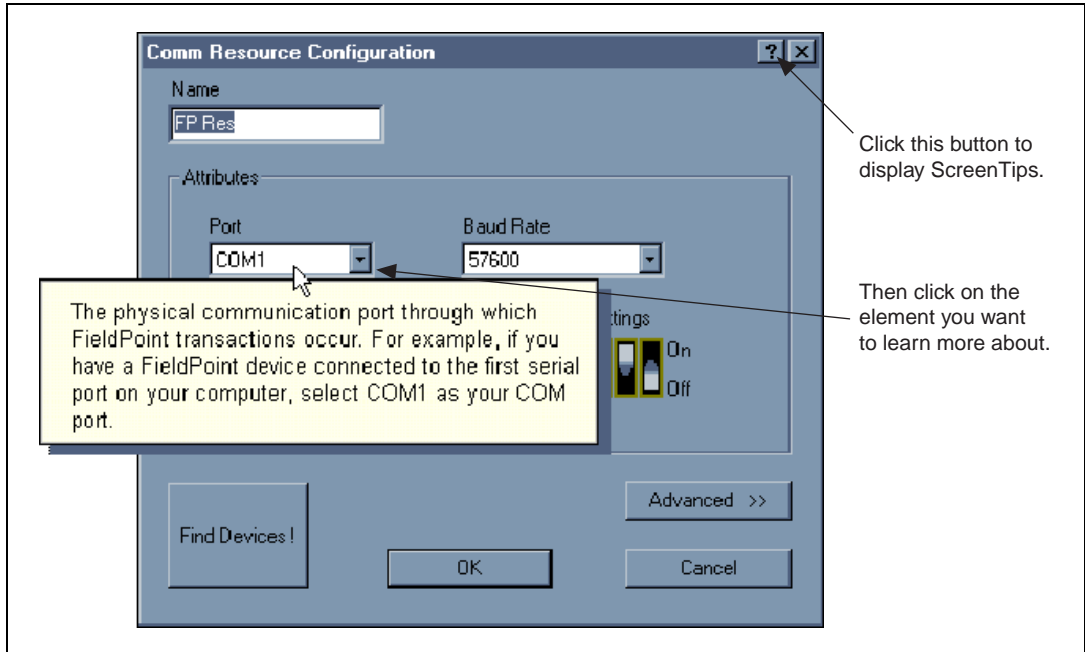 Comm Resource Configuration
Name
FP Res
Click this button to
display ScreenTips.
Attributes
Port
Baud Rate
COM1
57600
The physical communication port through which
FieldPoint transactions occur. For example, if you
have a FieldPoint device connected to the first serial
port on your computer, select COM1 as your COM
port.
Then click on the
element you want
to learn more about.
On
Off
Advanced >>
Find Devices!
OK
Cancel